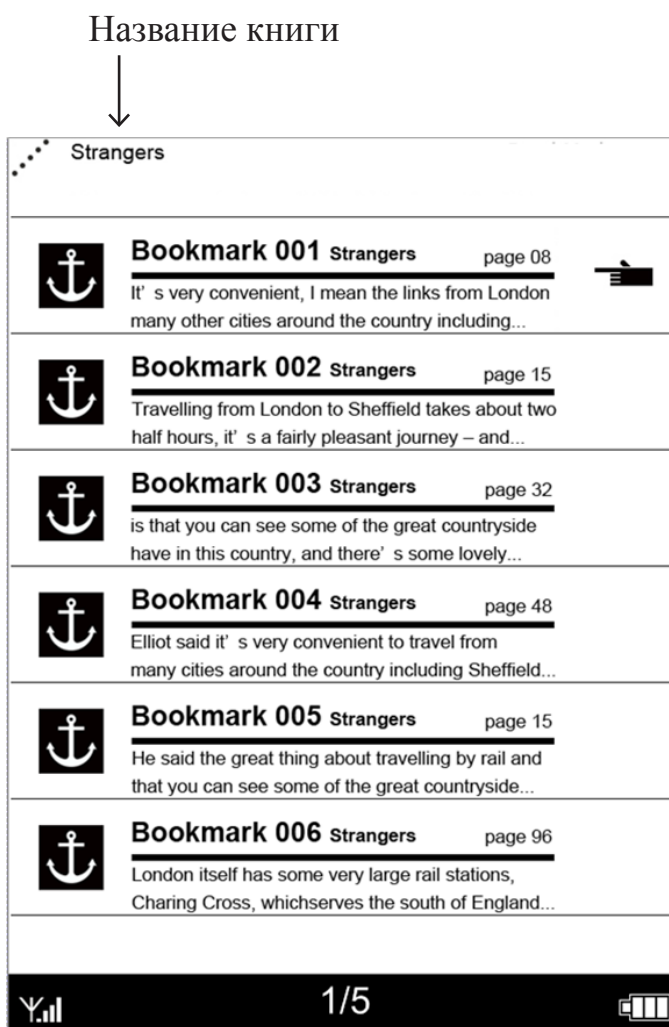 Название книги
Strangers
Bookmark 001 Strangers page 08
It' s very convenient, I mean the links from London
many other cities around the country including...
Bookmark 002 Strangers page 15
Travelling from London to Sheffield takes about two
half hours, it' s a fairly pleasant journey – and...
Bookmark 003 Strangers page 32
is that you can see some of the great countryside
have in this country, and there' s some lovely...
Bookmark 004 Strangers page 48
Elliot said it' s very convenient to travel from
many cities around the country including Sheffield...
Bookmark 005 Strangers page 15
He said the great thing about travelling by rail and
that you can see some of the great countryside...
Bookmark 006 Strangers page 96
London itself has some very large rail stations,
Charing Cross, whichserves the south of England...
1/5